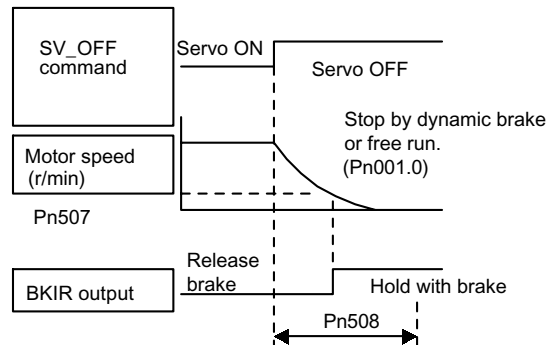 SV_OFF
command
Servo ON
Servo OFF
Stop by dynamic brake
or free run.
(Pn001.0)
Motor speed
(r/min)
Pn507
BKIR output
Release
brake
Hold with brake
Pn508